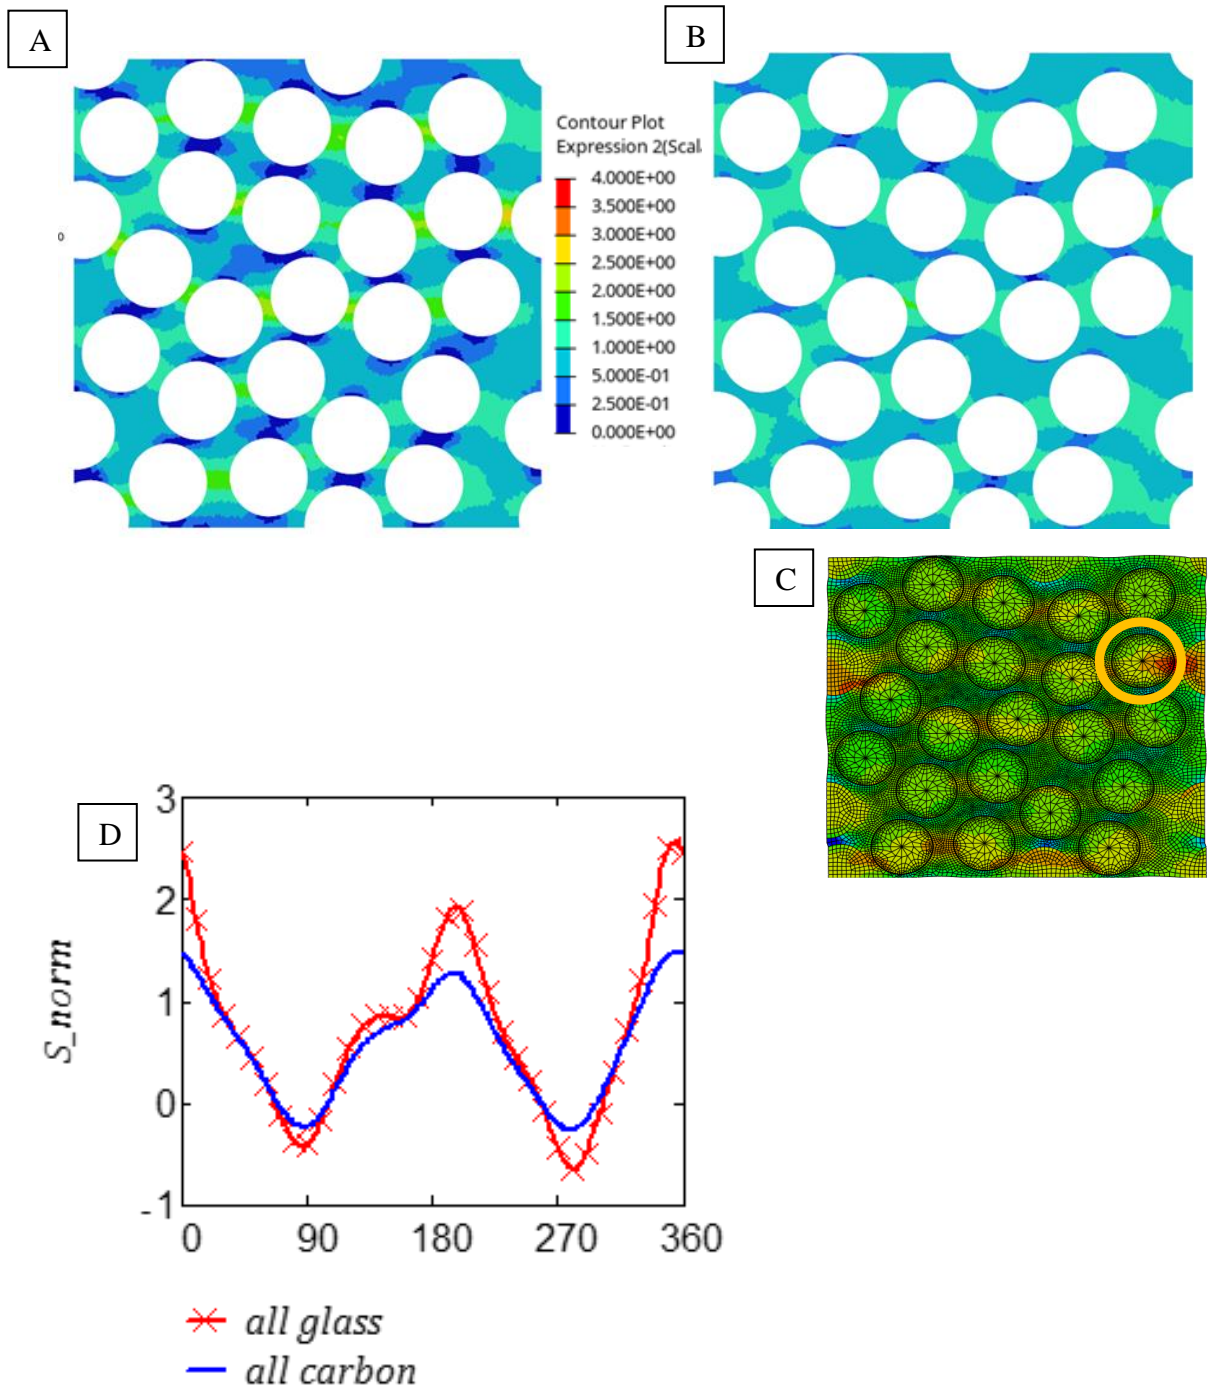 A
B
Contour Plot
Expression 2(Scal
4.000E+00
3.500E+00
3.000E+00
2.500E+00
2.000E+00
1.500E+00
1.000E+00
5.000E-01
2.500E-01
0.000E+00
0
C
D
3
2
1
0
-1
S_norm
0 90 180 270 360
all glass
all carbon